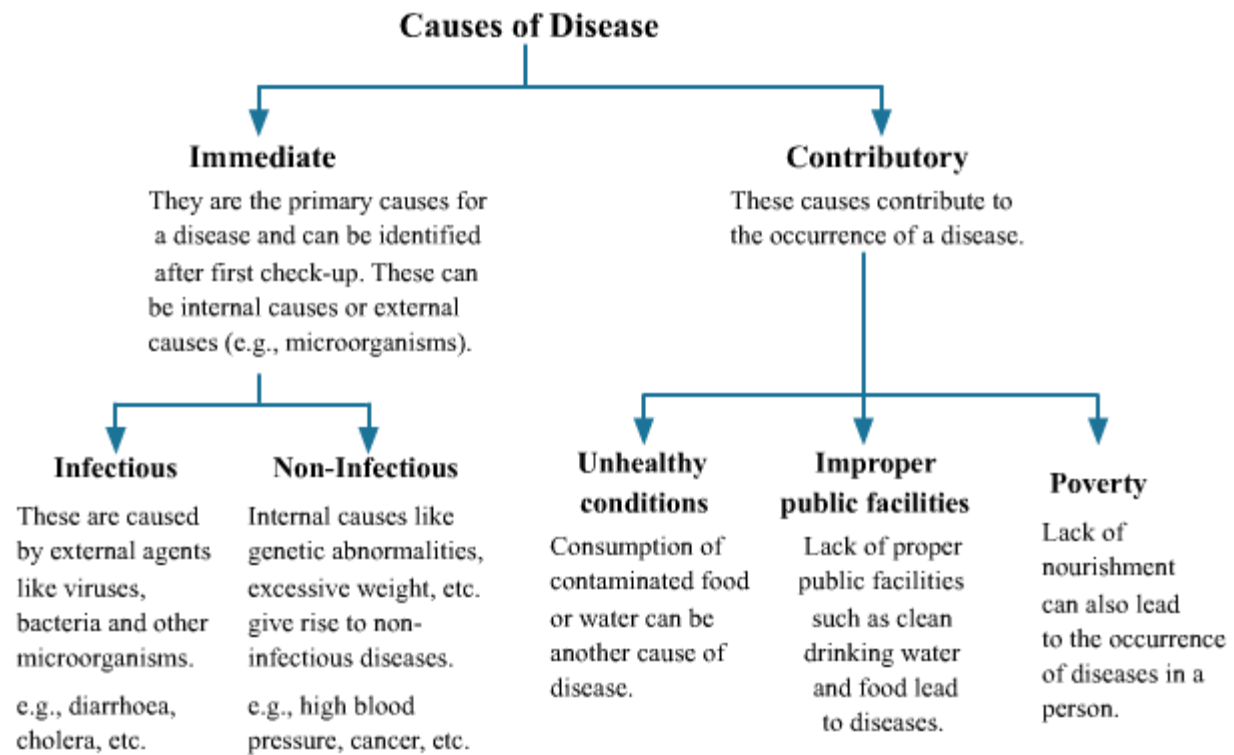 Causes of Disease
Immediate
They are the primary causes for
a disease and can be identified
after first check-up. These can
be internal causes or external
causes (e.g., microorganisms).
Contributory
These causes contribute to
the occurrence of a disease.
Infectious
These are caused
by external agents
like viruses,
bacteria and other
microorganisms.
e.g., diarrhoea,
cholera, etc.
Non-Infectious
Internal causes like
genetic abnormalities,
excessive weight, etc.
give rise to non-
infectious diseases.
e.g., high blood
pressure, cancer, etc.
Unhealthy
conditions
Consumption of
contaminated food
or water can be
another cause of
disease.
Improper
public facilities
Lack of proper
public facilities
such as clean
drinking water
and food lead
to diseases.
Poverty
Lack of
nourishment
can also lead
to the occurrence
of diseases in a
person.